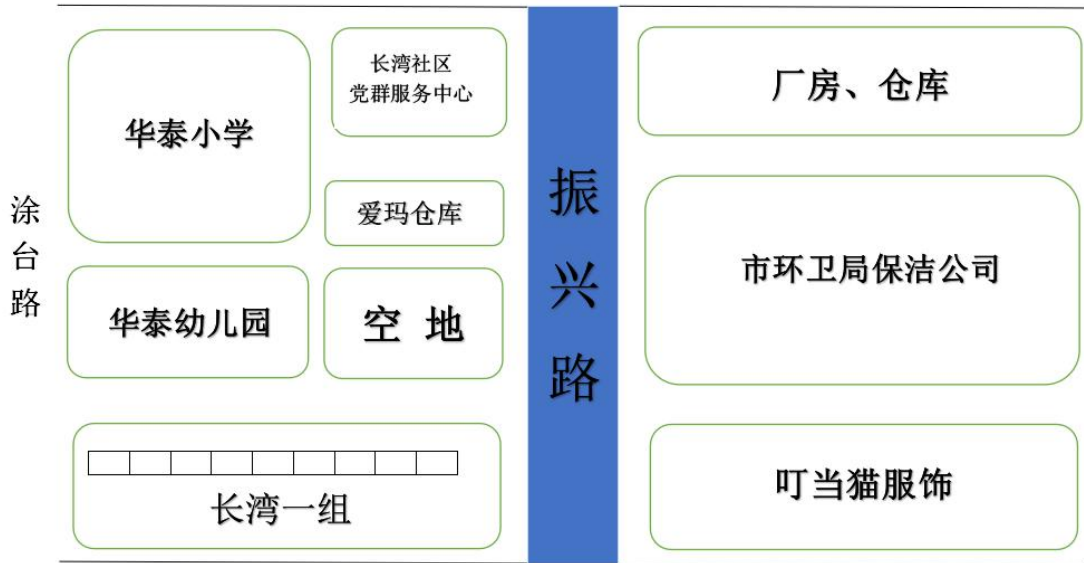 长湾社区
党群服务中心
厂房、仓库
华泰小学
振兴路
涂台路
爱玛仓库
市环卫局保洁公司
华泰幼儿园
空 地
叮当猫服饰
长湾一组